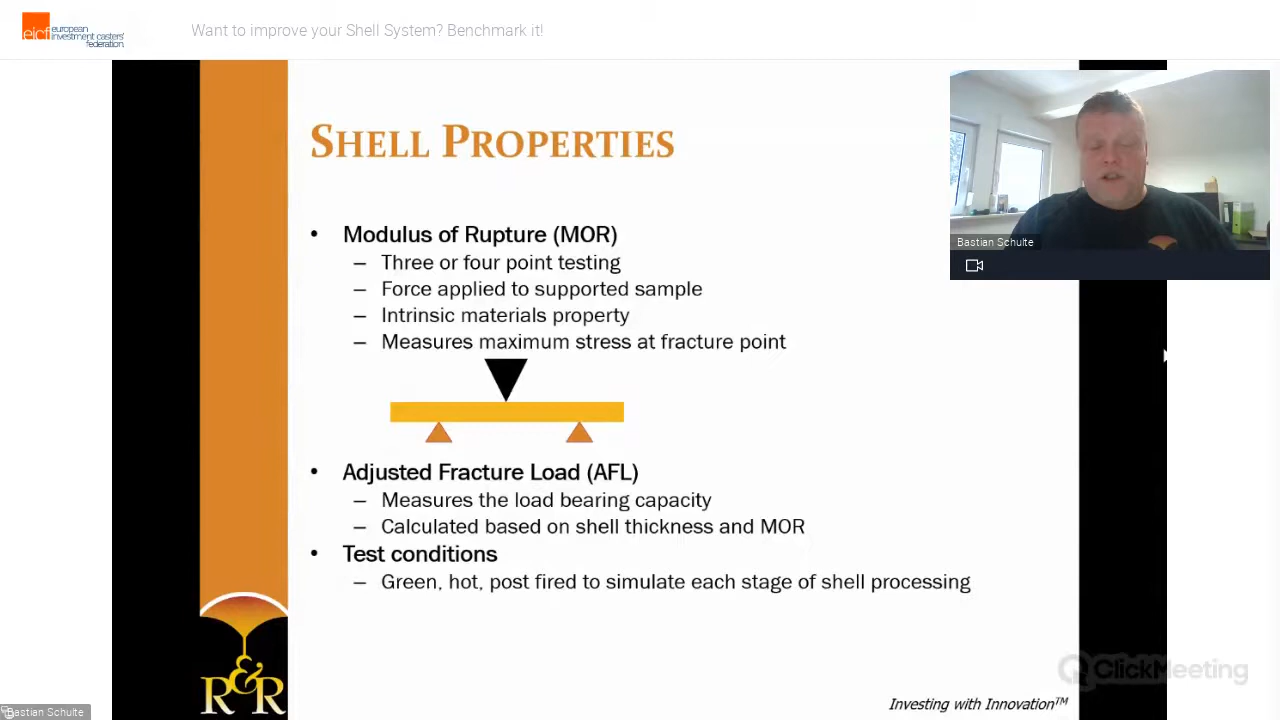 eicf european
investment casters'
federation.
Want to improve your Shell System? Benchmark it!
SHELL PROPERTIES
• Modulus of Rupture (MOR)
– Three or four point testing
– Force applied to supported sample
– Intrinsic materials property
– Measures maximum stress at fracture point
• Adjusted Fracture Load (AFL)
– Measures the load bearing capacity
– Calculated based on shell thickness and MOR
• Test conditions
– Green, hot, post fired to simulate each stage of shell processing
Bastian Schulte
R&R
ClickMeeting
Investing with Innovation™
Bastian Schulte